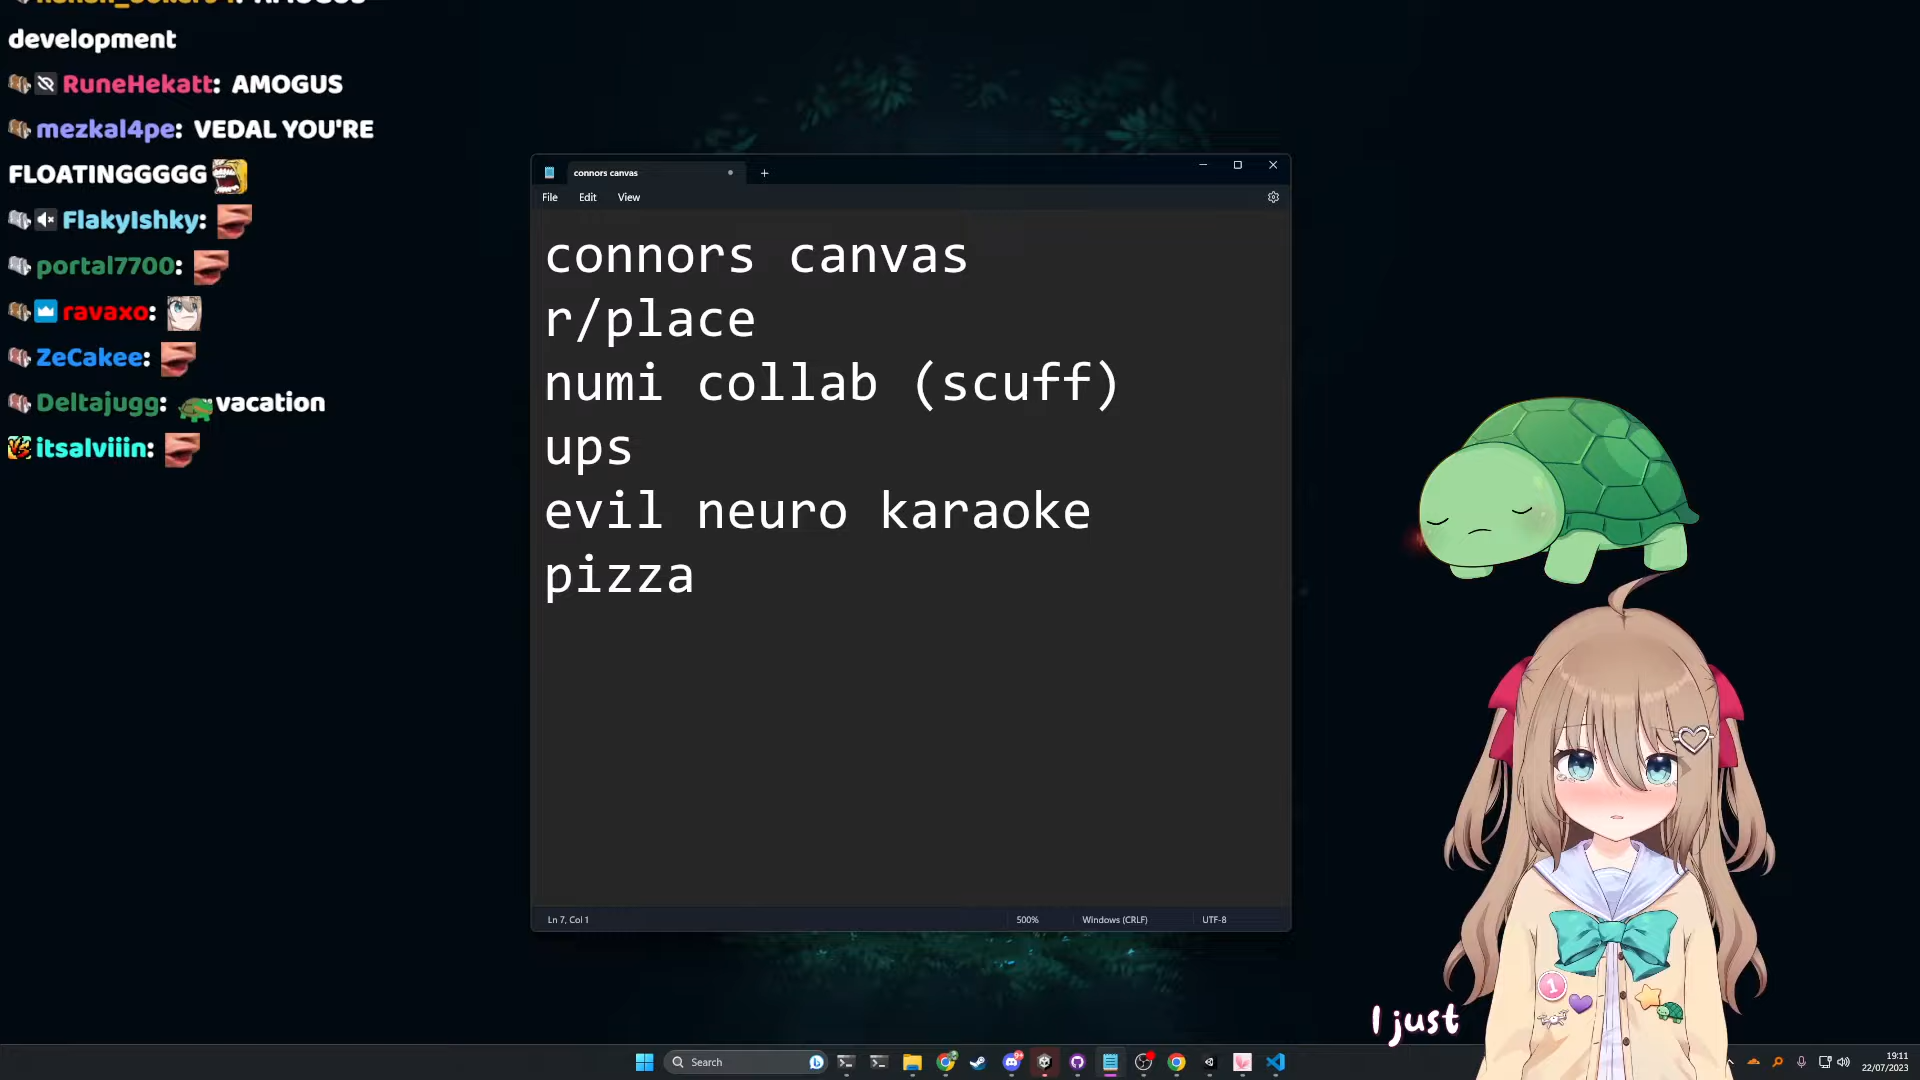 development
RuneHekatt: AMOGUS
mezkal4pe: VEDAL YOU'RE
FLOATINGGGGG
FlakyIshky:
portal7700:
ravaxo:
ZeCakee:
Deltajugg: vacation
itsalviiin:
connors canvas
File Edit View
connors canvas
r/place
numi collab (scuff)
ups
evil neuro karaoke
pizza
Ln 7, Col 1 500% Windows (CRLF) UTF-8
1
I just
Search
19:11
22/07/2023